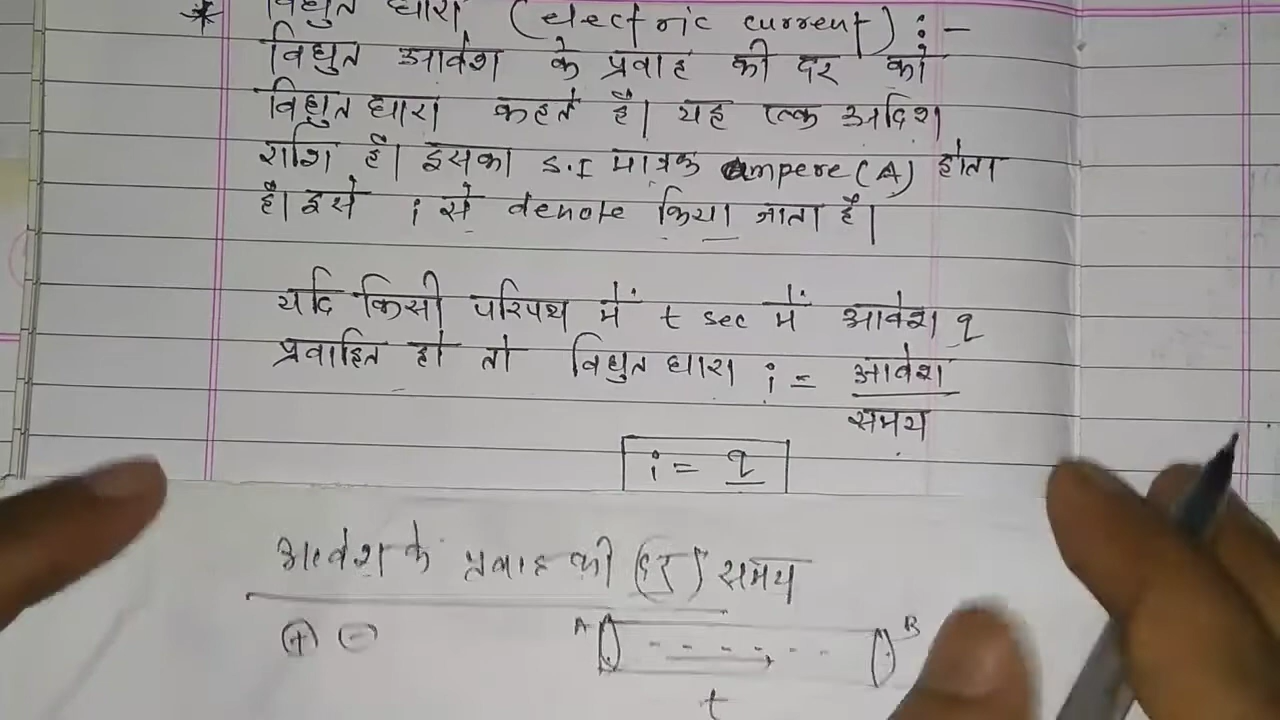 * विद्युत धारा (electric current) :-
विद्युत आवेश के प्रवाह की दर को
विद्युत धारा कहते है। यह एक अदिश
राशि है। इसका S.I मात्रक ampere (A) होता
है। इसे i से denote किया जाता है।
यदि किसी परिपथ में t sec में आवेश q
प्रवाहित हो तो विद्युत धारा i = आवेश
समय
i = q
आवेश के प्रवाह की (दर) समय
+ - A B
t